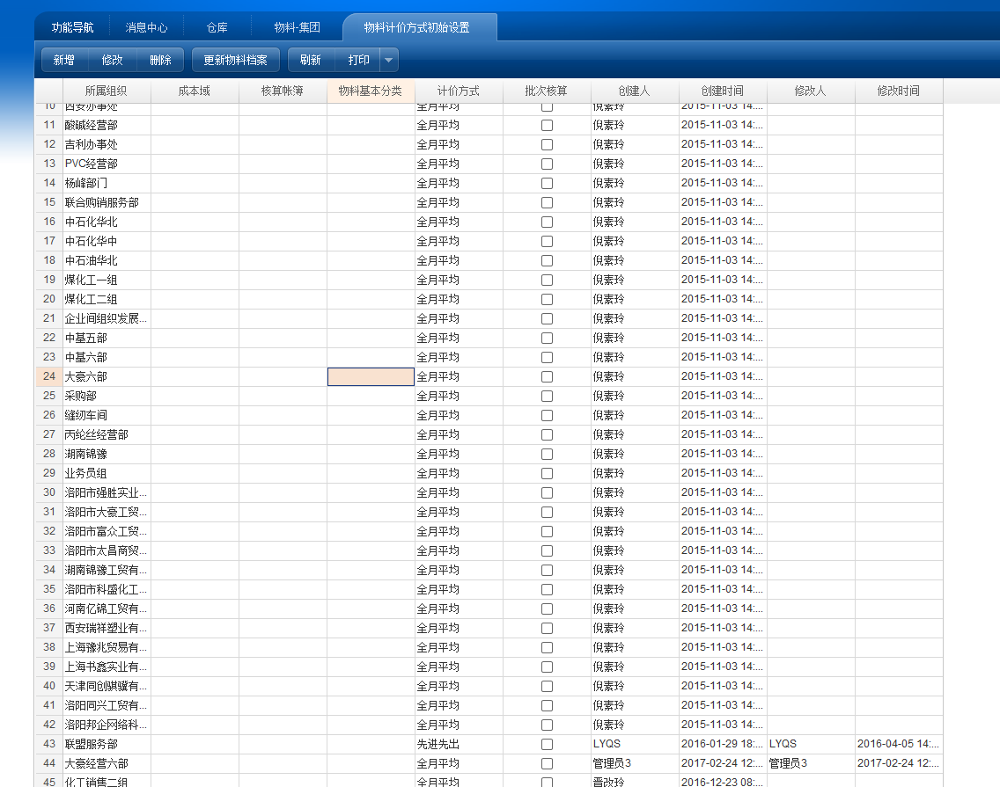 功能导航 消息中心 仓库 物料-集团 物料计价方式初始设置
新增 修改 删除 更新物料档案 刷新 打印
所属组织 成本域 核算帐簿 物料基本分类 计价方式 批次核算 创建人 创建时间 修改人 修改时间
10 西安办事处 全月平均 倪素玲 2015-11-03 14:...
11 酸碱经营部 全月平均 倪素玲 2015-11-03 14:...
12 吉利办事处 全月平均 倪素玲 2015-11-03 14:...
13 PVC经营部 全月平均 倪素玲 2015-11-03 14:...
14 杨峰部门 全月平均 倪素玲 2015-11-03 14:...
15 联合购销服务部 全月平均 倪素玲 2015-11-03 14:...
16 中石化华北 全月平均 倪素玲 2015-11-03 14:...
17 中石化华中 全月平均 倪素玲 2015-11-03 14:...
18 中石油华北 全月平均 倪素玲 2015-11-03 14:...
19 煤化工一组 全月平均 倪素玲 2015-11-03 14:...
20 煤化工二组 全月平均 倪素玲 2015-11-03 14:...
21 企业间组织发展... 全月平均 倪素玲 2015-11-03 14:...
22 中基五部 全月平均 倪素玲 2015-11-03 14:...
23 中基六部 全月平均 倪素玲 2015-11-03 14:...
24 大豪六部 全月平均 倪素玲 2015-11-03 14:...
25 采购部 全月平均 倪素玲 2015-11-03 14:...
26 缝纫车间 全月平均 倪素玲 2015-11-03 14:...
27 丙纶丝经营部 全月平均 倪素玲 2015-11-03 14:...
28 湖南锦豫 全月平均 倪素玲 2015-11-03 14:...
29 业务员组 全月平均 倪素玲 2015-11-03 14:...
30 洛阳市强胜实业... 全月平均 倪素玲 2015-11-03 14:...
31 洛阳市大豪工贸... 全月平均 倪素玲 2015-11-03 14:...
32 洛阳市富众工贸... 全月平均 倪素玲 2015-11-03 14:...
33 洛阳市太昌商贸... 全月平均 倪素玲 2015-11-03 14:...
34 湖南锦豫工贸有... 全月平均 倪素玲 2015-11-03 14:...
35 洛阳市科盛化工... 全月平均 倪素玲 2015-11-03 14:...
36 河南亿锦工贸有... 全月平均 倪素玲 2015-11-03 14:...
37 西安瑞祥塑业有... 全月平均 倪素玲 2015-11-03 14:...
38 上海豫兆贸易有... 全月平均 倪素玲 2015-11-03 14:...
39 上海书鑫实业有... 全月平均 倪素玲 2015-11-03 14:...
40 天津同创骐骥有... 全月平均 倪素玲 2015-11-03 14:...
41 洛阳同兴工贸有... 全月平均 倪素玲 2015-11-03 14:...
42 洛阳邦企网络科... 全月平均 倪素玲 2015-11-03 14:...
43 联盟服务部 先进先出 LYQS 2016-01-29 18:... LYQS 2016-04-05 14:...
44 大豪经营六部 全月平均 管理员3 2017-02-24 12:... 管理员3 2017-02-24 12:...
45 化工销售二组 全月平均 晋改玲 2016-12-23 08:...